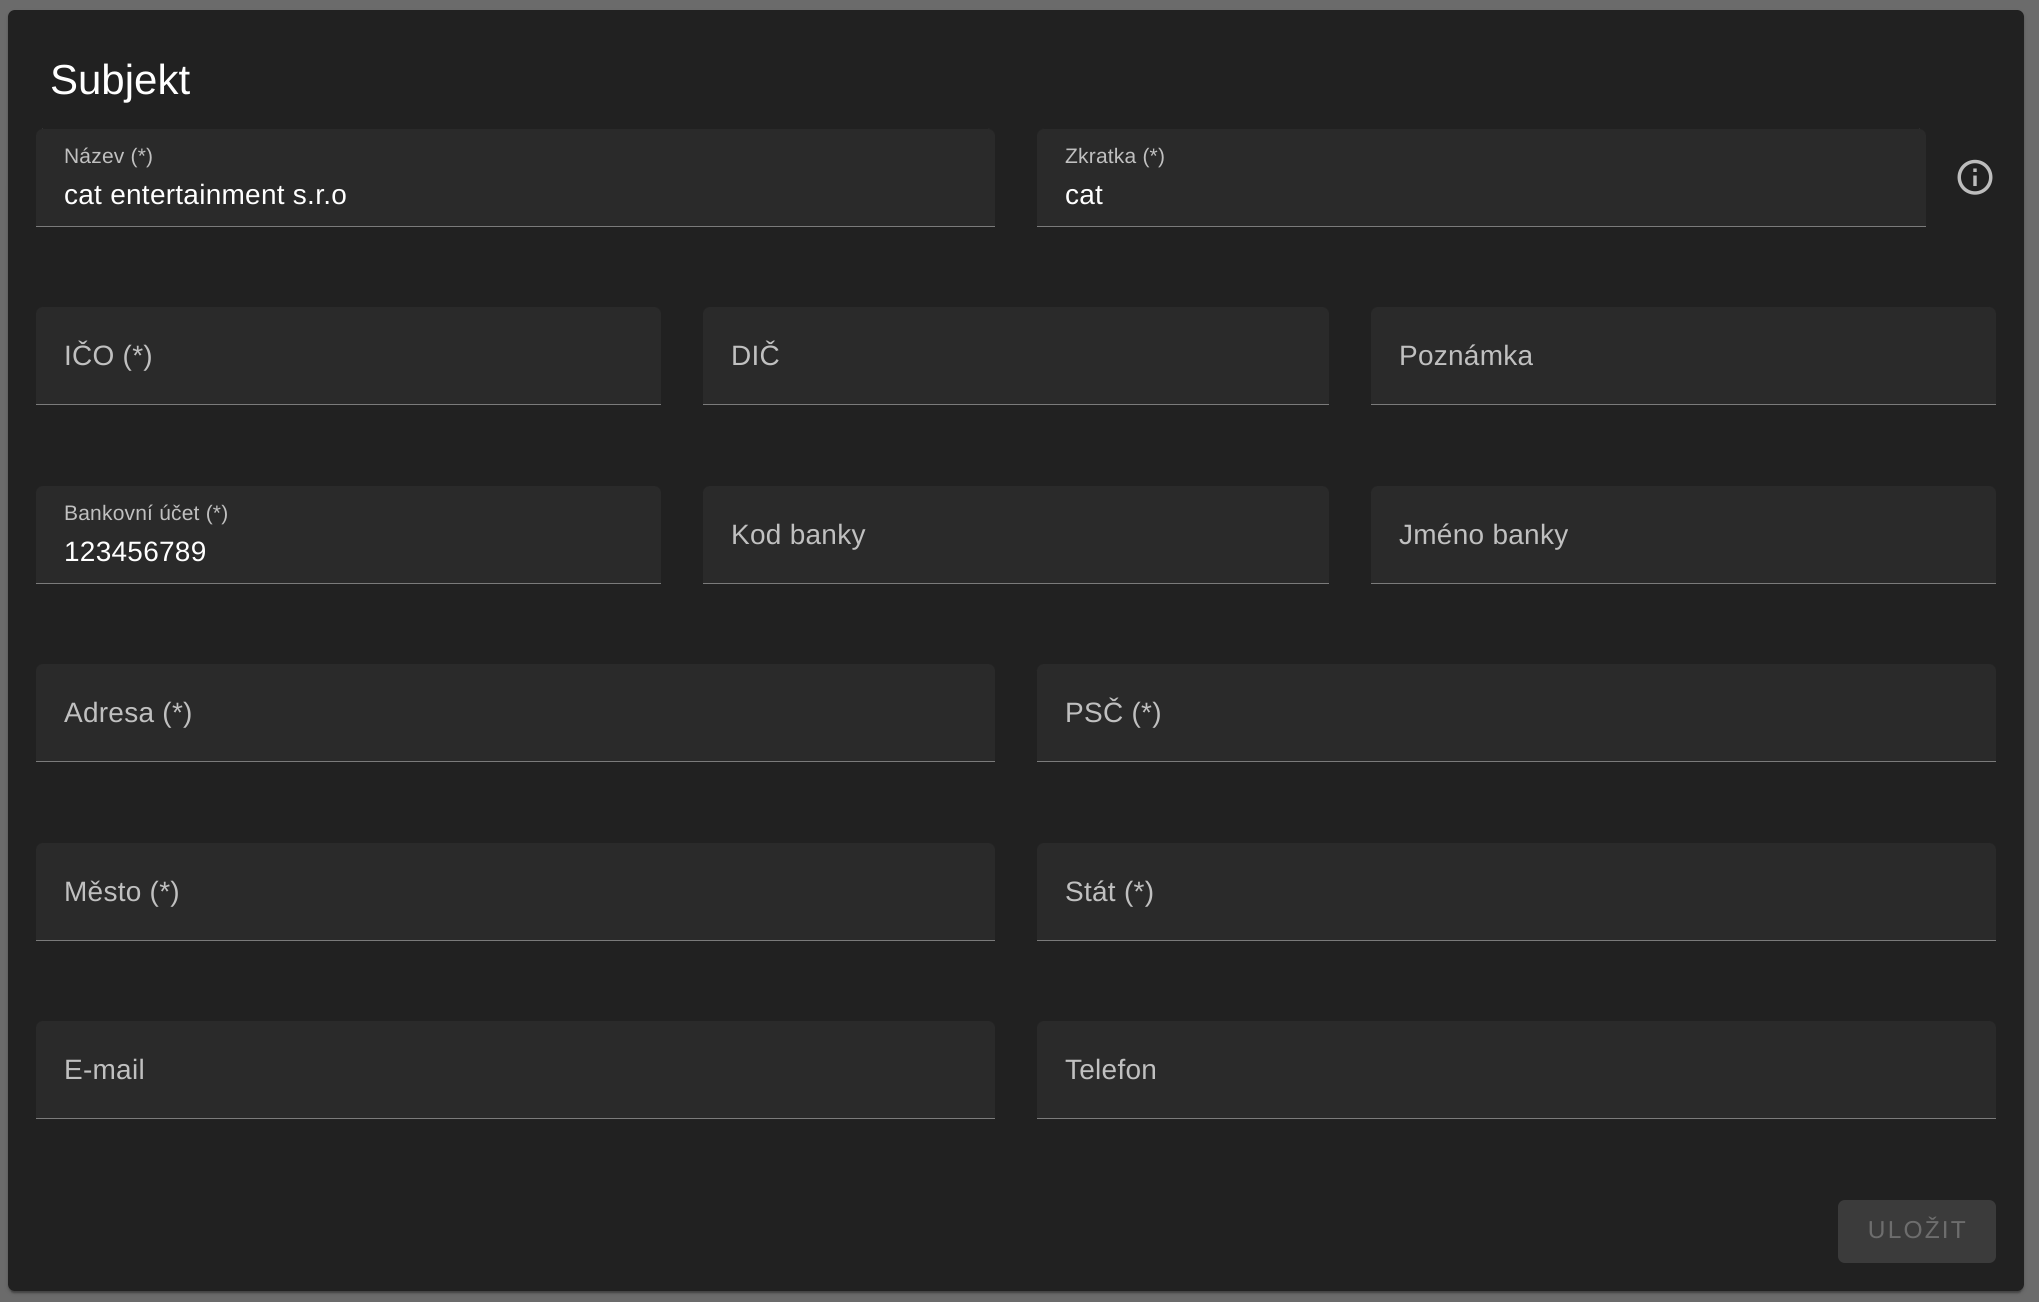 Subjekt
Název (*)
cat entertainment s.r.o
Zkratka (*)
cat
IČO (*)
DIČ
Poznámka
Bankovní účet (*)
123456789
Kod banky
Jméno banky
Adresa (*)
PSČ (*)
Město (*)
Stát (*)
E-mail
Telefon
ULOŽIT